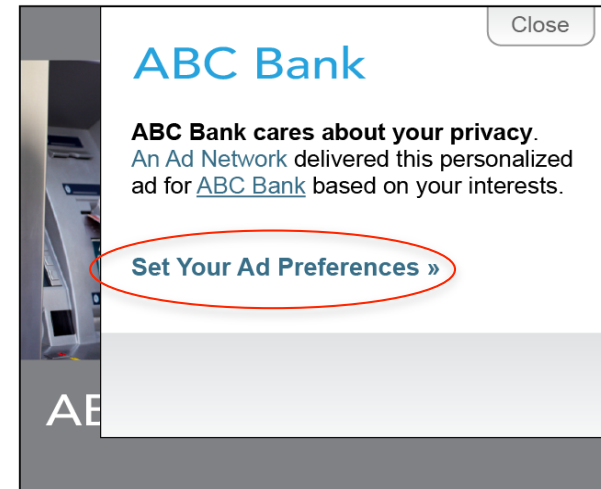 Close
ABC Bank
ABC Bank cares about your privacy.
An Ad Network delivered this personalized
ad for ABC Bank based on your interests.
Set Your Ad Preferences »
AB